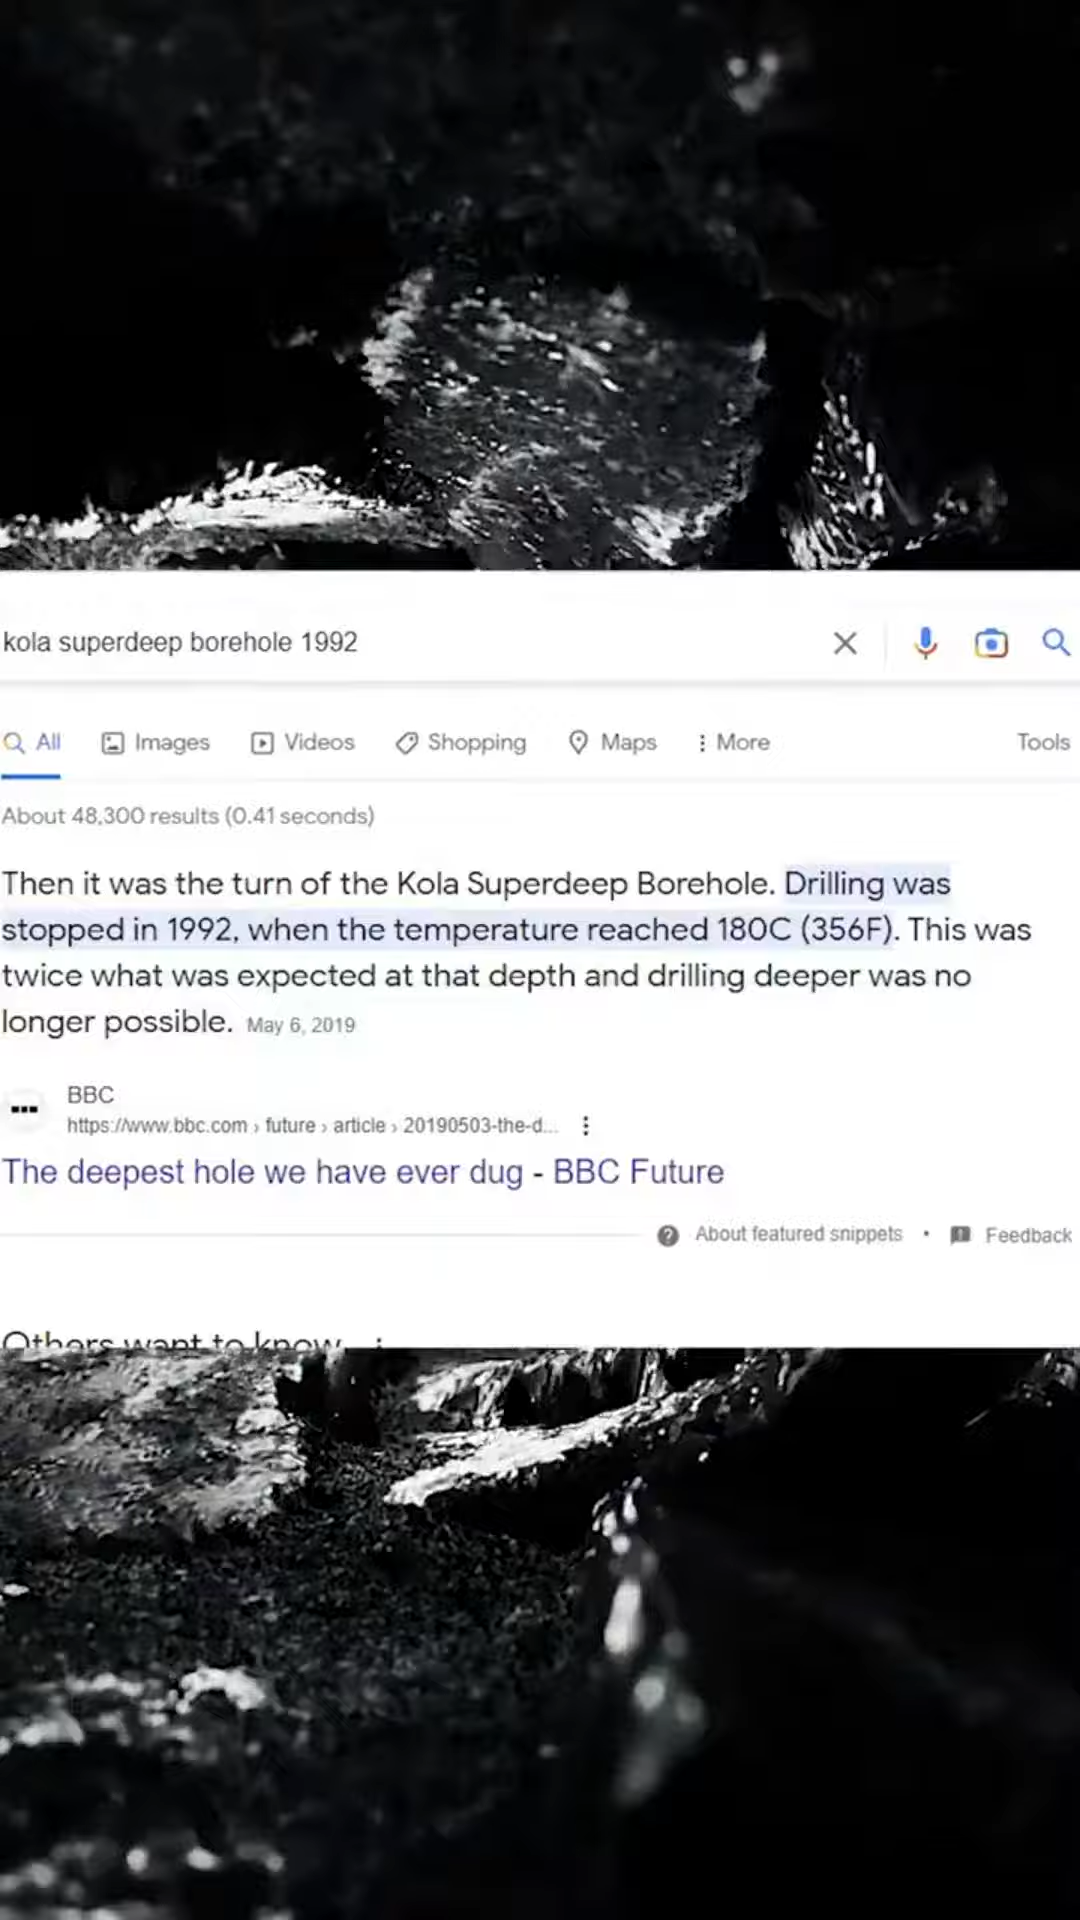 kola superdeep borehole 1992
All Images Videos Shopping Maps More Tools
About 48,300 results (0.41 seconds)
Then it was the turn of the Kola Superdeep Borehole. Drilling was
stopped in 1992, when the temperature reached 180C (356F). This was
twice what was expected at that depth and drilling deeper was no
longer possible. May 6, 2019
BBC
https://www.bbc.com › future › article › 20190503-the-d...
The deepest hole we have ever dug - BBC Future
About featured snippets • Feedback
Others want to know